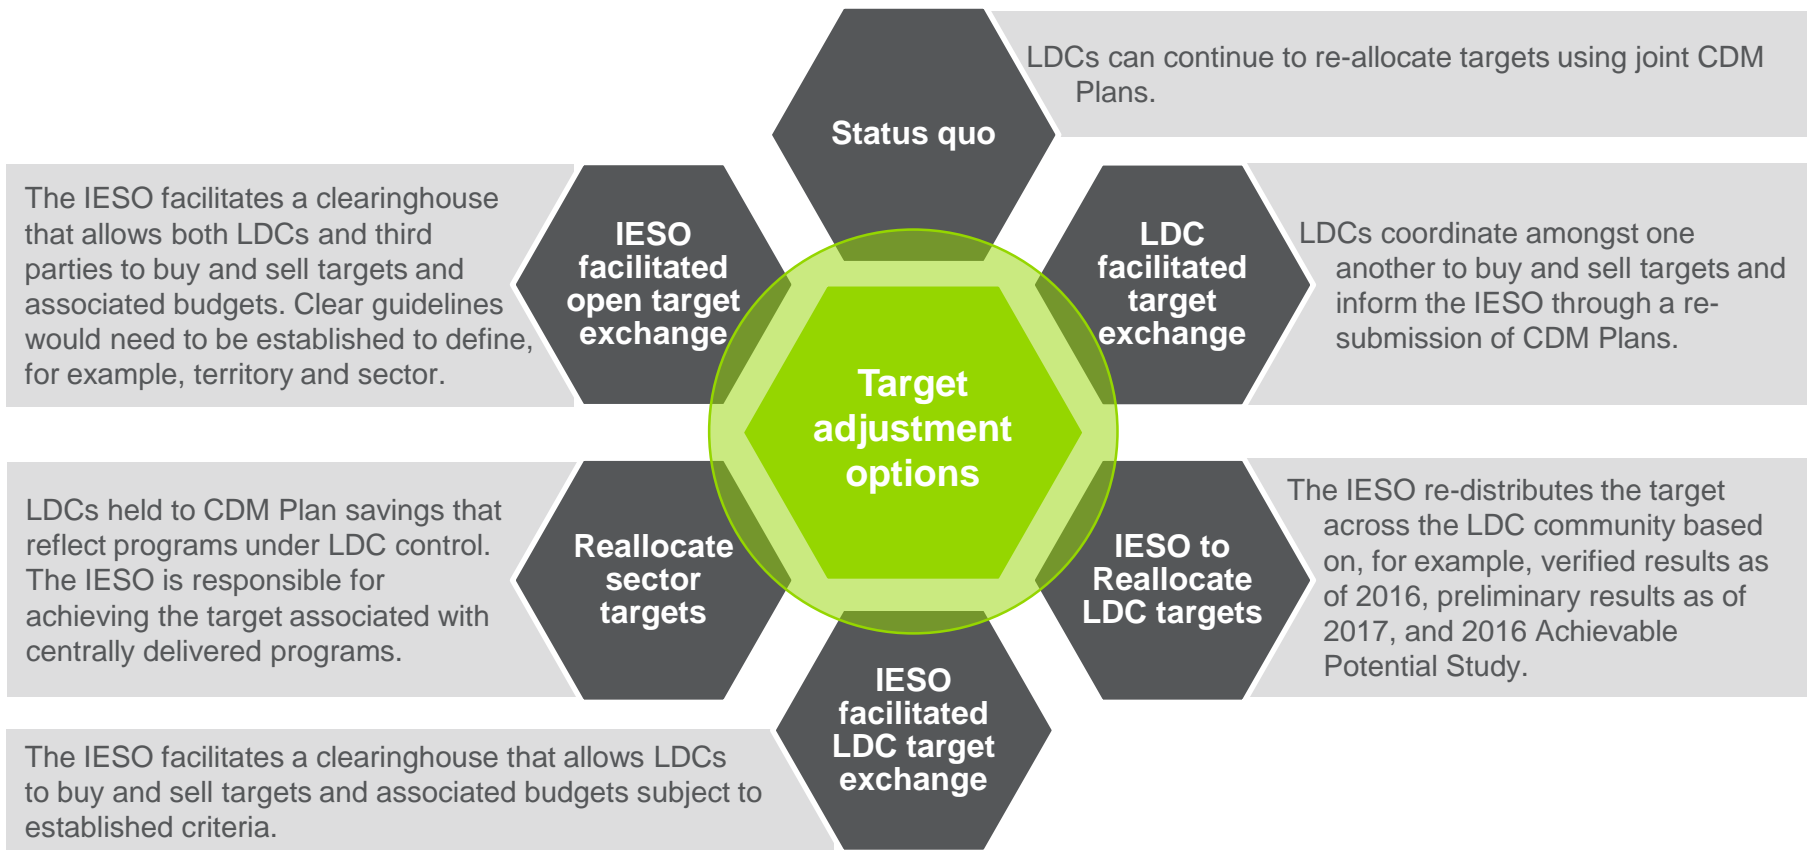 Status quo
LDCs can continue to re-allocate targets using joint CDM
Plans.
LDC
facilitated
target
exchange
LDCs coordinate amongst one
another to buy and sell targets and
inform the IESO through a re-
submission of CDM Plans.
IESO to
Reallocate
LDC targets
The IESO re-distributes the target
across the LDC community based
on, for example, verified results as
of 2016, preliminary results as of
2017, and 2016 Achievable
Potential Study.
IESO
facilitated
LDC target
exchange
The IESO facilitates a clearinghouse that allows LDCs
to buy and sell targets and associated budgets subject to
established criteria.
Reallocate
sector
targets
LDCs held to CDM Plan savings that
reflect programs under LDC control.
The IESO is responsible for
achieving the target associated with
centrally delivered programs.
IESO
facilitated
open target
exchange
The IESO facilitates a clearinghouse
that allows both LDCs and third
parties to buy and sell targets and
associated budgets. Clear guidelines
would need to be established to define,
for example, territory and sector.
Target
adjustment
options